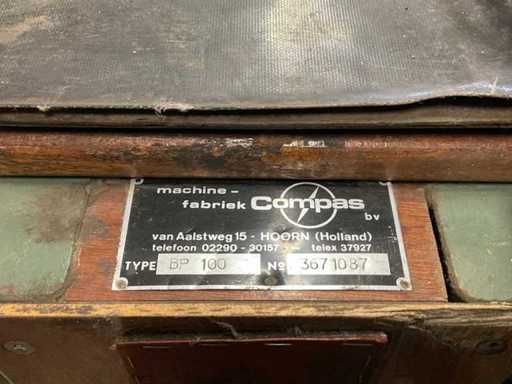 machine-
fabriek Compas bv
van Aalstweg 15 - HOORN (Holland)
telefoon 02290 - 30157 - telex 37927
TYPE BP 100 No 3671087